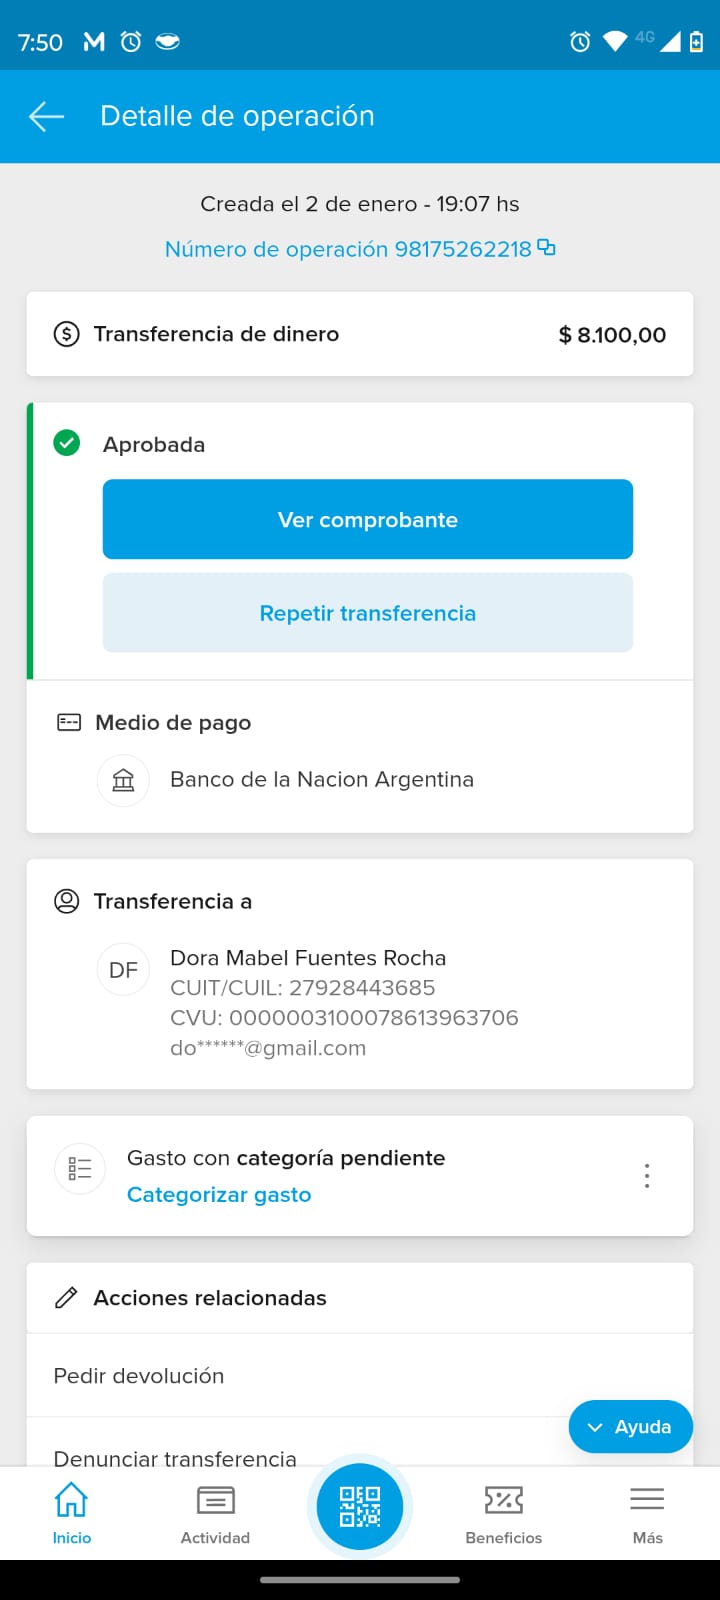 7:50
4G
Detalle de operación
Creada el 2 de enero - 19:07 hs
Número de operación 98175262218
Transferencia de dinero
$ 8.100,00
Aprobada
Ver comprobante
Repetir transferencia
Medio de pago
Banco de la Nacion Argentina
Transferencia a
DF
Dora Mabel Fuentes Rocha
CUIT/CUIL: 27928443685
CVU: 0000003100078613963706
do******@gmail.com
Gasto con categoría pendiente
Categorizar gasto
Acciones relacionadas
Pedir devolución
Ayuda
Denunciar transferencia
Inicio
Actividad
Beneficios
Más